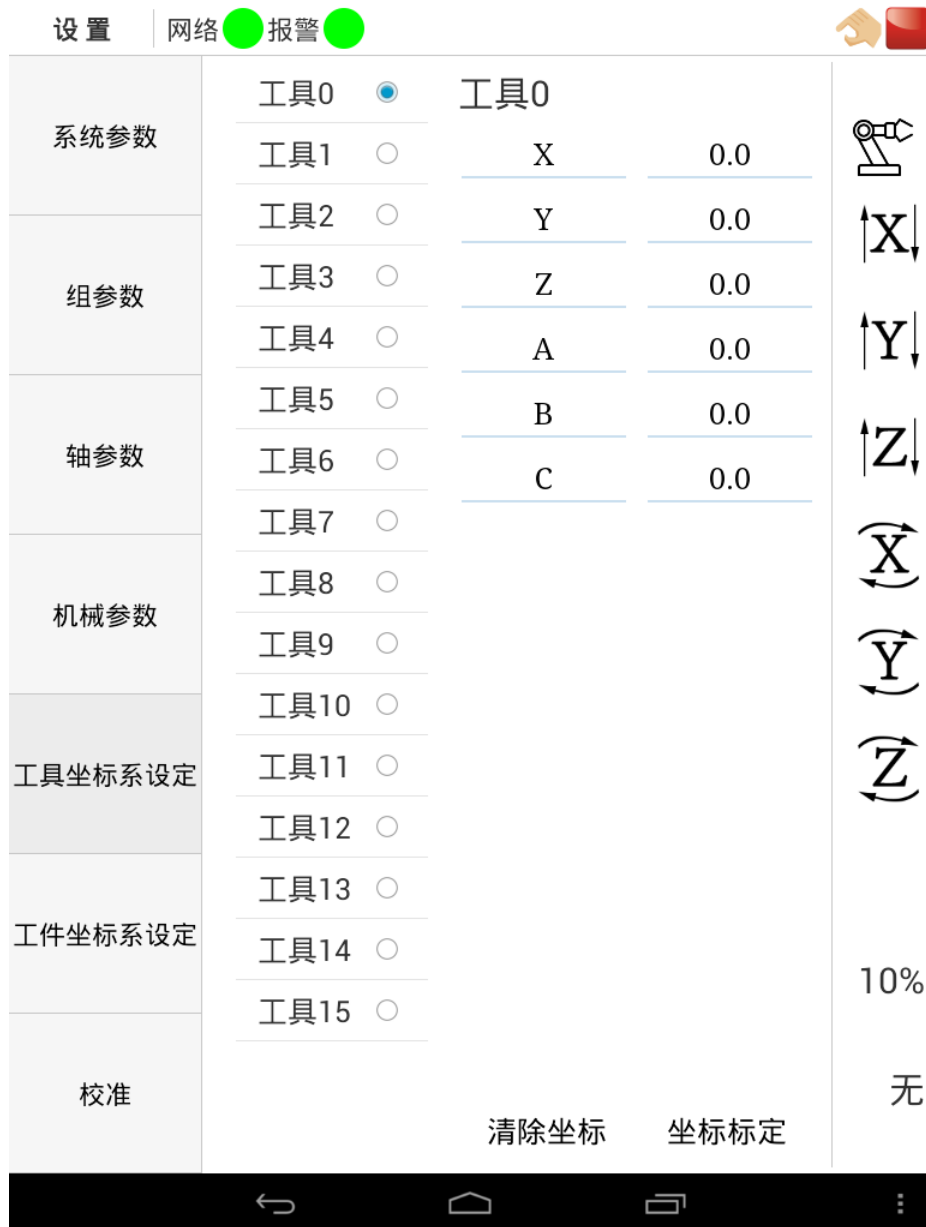 设置 网络 报警
系统参数
组参数
轴参数
机械参数
工具坐标系设定
工件坐标系设定
校准
工具0
工具1
工具2
工具3
工具4
工具5
工具6
工具7
工具8
工具9
工具10
工具11
工具12
工具13
工具14
工具15
工具0
X 0.0
Y 0.0
Z 0.0
A 0.0
B 0.0
C 0.0
清除坐标 坐标标定
X
Y
Z
X
Y
Z
10%
无